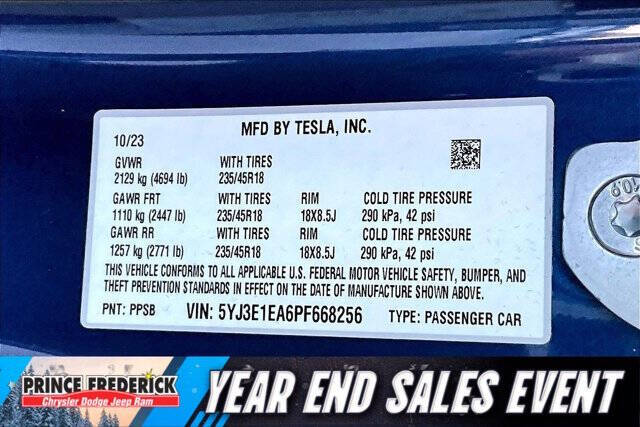 MFD BY TESLA, INC.
10/23
GVWR WITH TIRES
2129 kg (4694 lb) 235/45R18
GAWR FRT WITH TIRES RIM COLD TIRE PRESSURE
1110 kg (2447 lb) 235/45R18 18X8.5J 290 kPa, 42 psi
GAWR RR WITH TIRES RIM COLD TIRE PRESSURE
1257 kg (2771 lb) 235/45R18 18X8.5J 290 kPa, 42 psi
THIS VEHICLE CONFORMS TO ALL APPLICABLE U.S. FEDERAL MOTOR VEHICLE SAFETY, BUMPER, AND
THEFT PREVENTION STANDARDS IN EFFECT ON THE DATE OF MANUFACTURE SHOWN ABOVE.
PNT: PPSB VIN: 5YJ3E1EA6PF668256 TYPE: PASSENGER CAR
10.9
PRINCE FREDERICK
Chrysler Dodge Jeep Ram
YEAR END SALES EVENT